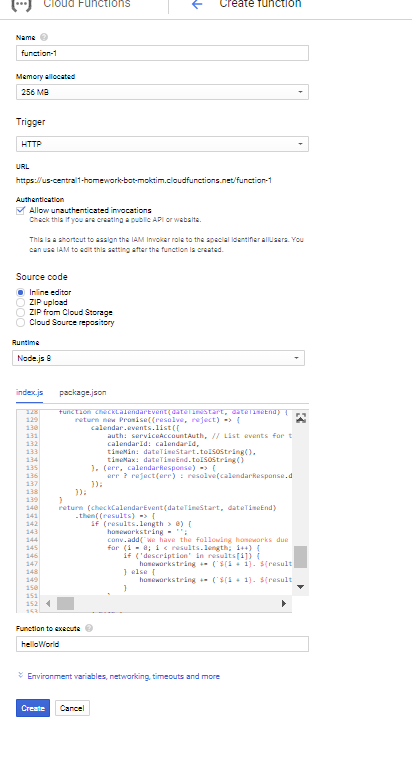 Cloud Functions
Create function
Name
function-1
Memory allocated
256 MB
Trigger
HTTP
URL
https://us-central1-homework-bot-moktim.cloudfunctions.net/function-1
Authentication
Allow unauthenticated invocations
Check this if you are creating a public API or website.
This is a shortcut to assign the IAM Invoker role to the special identifier allUsers. You
can use IAM to edit this setting after the function is created.
Source code
Inline editor
ZIP upload
ZIP from Cloud Storage
Cloud Source repository
Runtime
Node.js 8
index.js package.json
128 function checkCalendarEvent(dateTimeStart, dateTimeEnd) {
129 return new Promise((resolve, reject) => {
130 calendar.events.list({
131 auth: serviceAccountAuth, // List events for t
132 calendarId: calendarId,
133 timeMin: dateTimeStart.toISOString(),
134 timeMax: dateTimeEnd.toISOString()
135 }, (err, calendarResponse) => {
136 err ? reject(err) : resolve(calendarResponse.d
137 });
138 });
139 }
140 return (checkCalendarEvent(dateTimeStart, dateTimeEnd)
141 .then((results) => {
142 if (results.length > 0) {
143 homeworkstring = '';
144 conv.add(`We have the following homeworks due
145 for (i = 0; i < results.length; i++) {
146 if ('description' in results[i]) {
147 homeworkstring += (`${i + 1}. ${result
148 } else {
149 homeworkstring += (`${i + 1}. ${result
150 }
151
152
Function to execute
helloWorld
Environment variables, networking, timeouts and more
Create Cancel